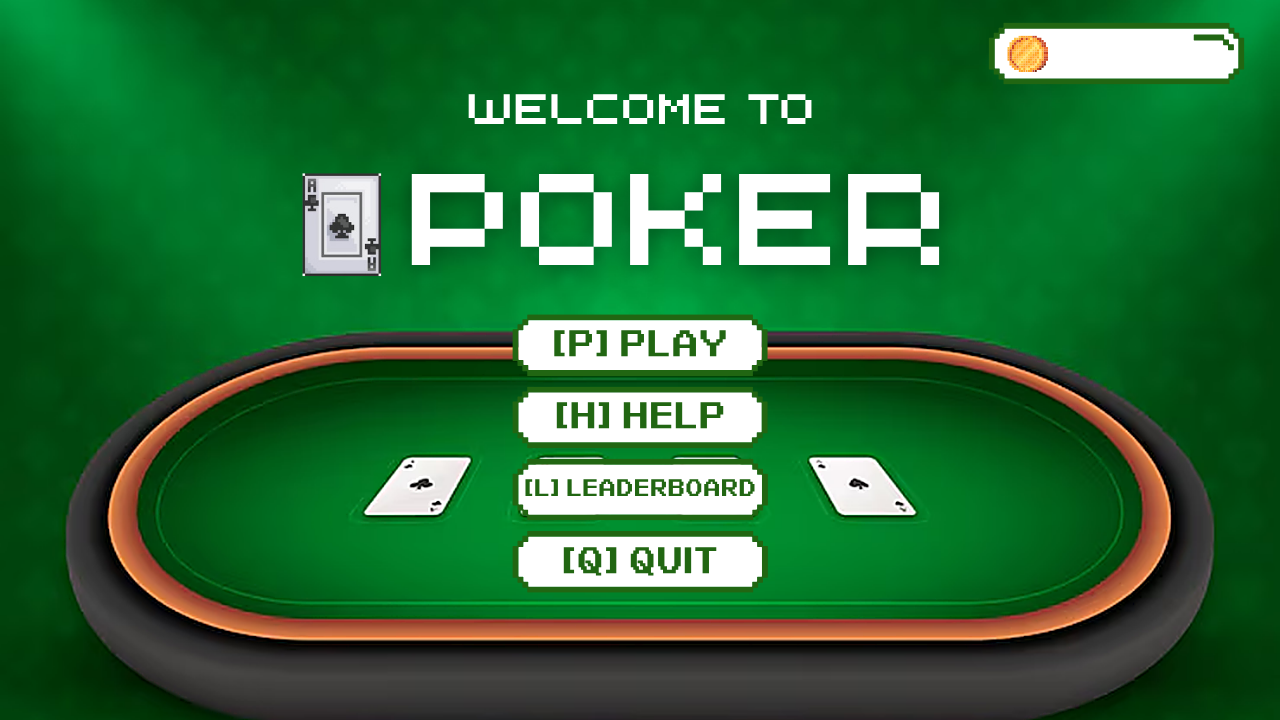 WELCOME TO
A
POKER
A
[P] PLAY
[H] HELP
[L] LEADERBOARD
[Q] QUIT